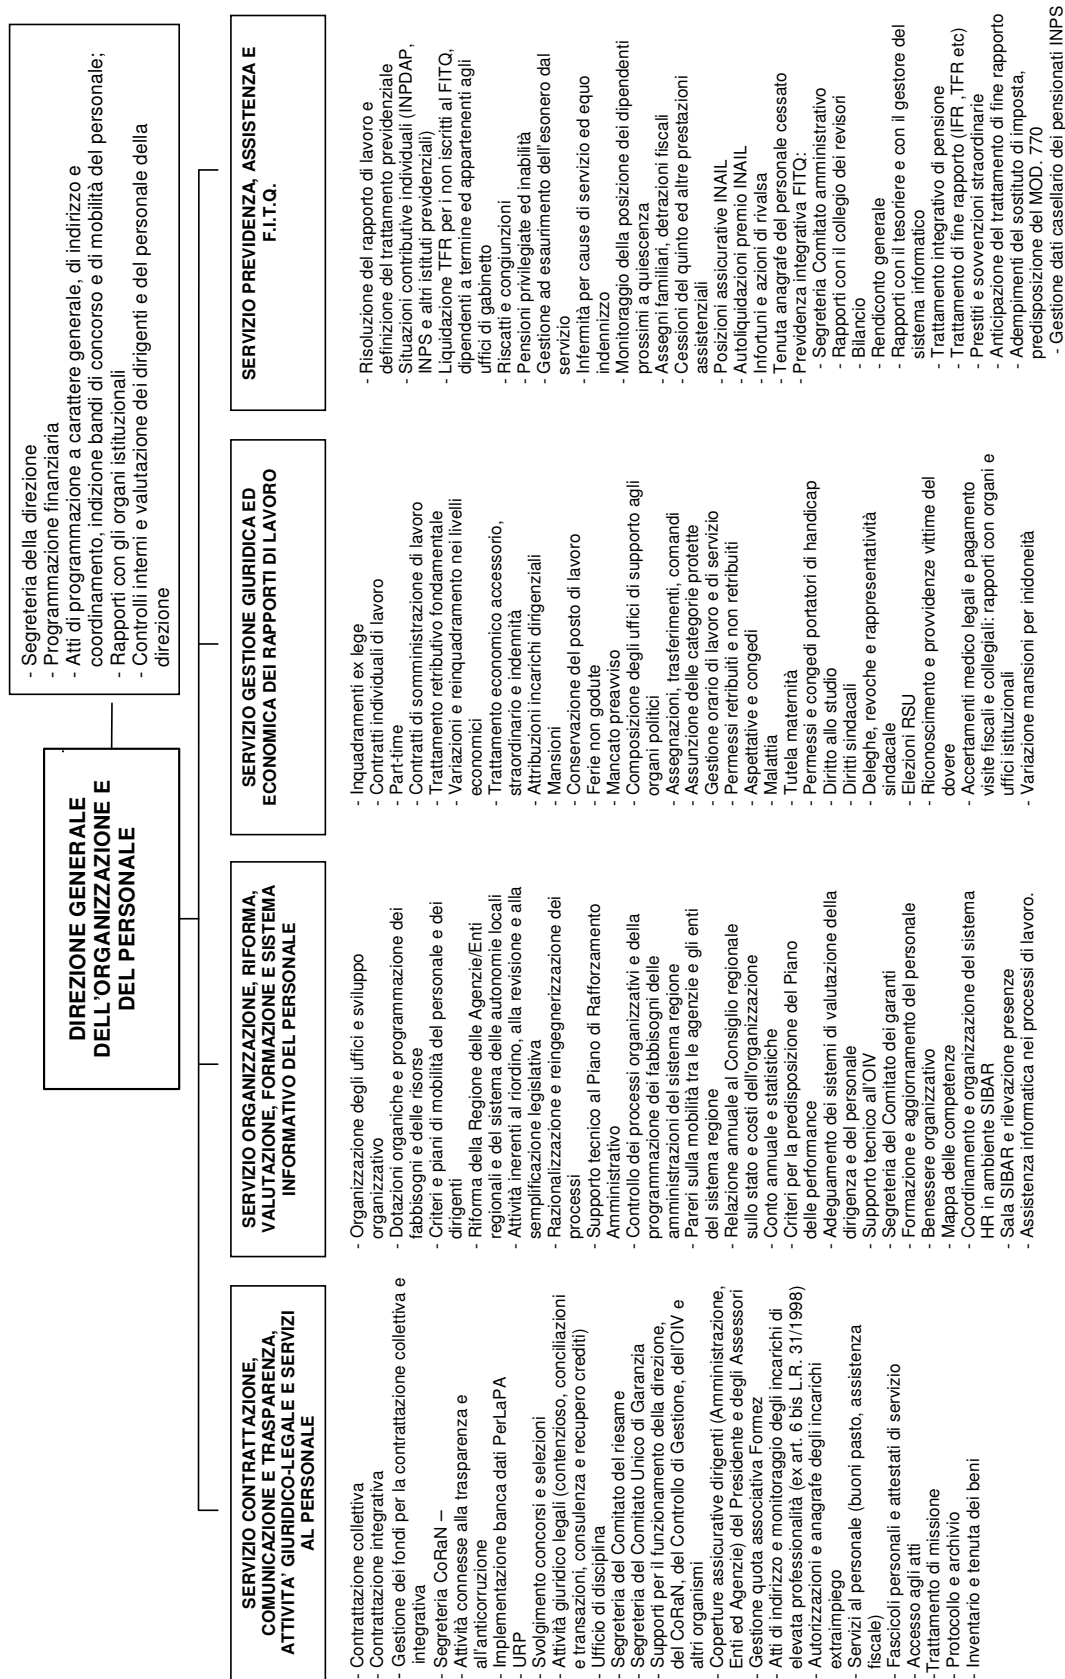 DIREZIONE GENERALE
DELL'ORGANIZZAZIONE E
DEL PERSONALE
- Segreteria della direzione
- Programmazione finanziaria
- Atti di programmazione a carattere generale, di indirizzo e
coordinamento, indizione bandi di concorso e di mobilità del personale;
- Rapporti con gli organi istituzionali
- Controlli interni e valutazione dei dirigenti e del personale della
direzione
SERVIZIO CONTRATTAZIONE,
COMUNICAZIONE E TRASPARENZA,
ATTIVITA' GIURIDICO-LEGALE E SERVIZI
AL PERSONALE
- Contrattazione collettiva
- Contrattazione integrativa
- Gestione dei fondi per la contrattazione collettiva e
integrativa
- Segreteria CoRaN –
- Attività connesse alla trasparenza e
all'anticorruzione
- Implementazione banca dati PerLaPA
- URP
- Svolgimento concorsi e selezioni
- Attività giuridico legali (contenzioso, conciliazioni
e transazioni, consulenza e recupero crediti)
- Ufficio di disciplina
- Segreteria del Comitato del riesame
- Segreteria del Comitato Unico di Garanzia
- Supporti per il funzionamento della direzione,
del CoRaN, del Controllo di Gestione, dell'OIV e
altri organismi
- Coperture assicurative dirigenti (Amministrazione,
Enti ed Agenzie) del Presidente e degli Assessori
- Gestione quota associativa Formez
- Atti di indirizzo e monitoraggio degli incarichi di
elevata professionalità (ex art. 6 bis L.R. 31/1998)
- Autorizzazioni e anagrafe degli incarichi
extraimpiego
- Servizi al personale (buoni pasto, assistenza
fiscale)
- Fascicoli personali e attestati di servizio
- Accesso agli atti
-Trattamento di missione
- Protocollo e archivio
- Inventario e tenuta dei beni
SERVIZIO ORGANIZZAZIONE, RIFORMA,
VALUTAZIONE, FORMAZIONE E SISTEMA
INFORMATIVO DEL PERSONALE
- Organizzazione degli uffici e sviluppo
organizzativo
- Dotazioni organiche e programmazione dei
fabbisogni e delle risorse
- Criteri e piani di mobilità del personale e dei
dirigenti
- Riforma della Regione delle Agenzie/Enti
regionali e del sistema delle autonomie locali
- Attività inerenti al riordino, alla revisione e alla
semplificazione legislativa
- Razionalizzazione e reingegnerizzazione dei
processi
- Supporto tecnico al Piano di Rafforzamento
Amministrativo
- Controllo dei processi organizzativi e della
programmazione dei fabbisogni delle
amministrazioni del sistema regione
- Pareri sulla mobilità tra le agenzie e gli enti
del sistema regione
- Relazione annuale al Consiglio regionale
sullo stato e costi dell'organizzazione
- Conto annuale e statistiche
- Criteri per la predisposizione del Piano
delle performance
- Adeguamento dei sistemi di valutazione della
dirigenza e del personale
- Supporto tecnico all'OIV
- Segreteria del Comitato dei garanti
- Formazione e aggiornamento del personale
- Benessere organizzativo
- Mappa delle competenze
- Coordinamento e organizzazione del sistema
HR in ambiente SIBAR
- Sala SIBAR e rilevazione presenze
- Assistenza informatica nei processi di lavoro.
SERVIZIO GESTIONE GIURIDICA ED
ECONOMICA DEI RAPPORTI DI LAVORO
- Inquadramenti ex lege
- Contratti individuali di lavoro
- Part-time
- Contratti di somministrazione di lavoro
- Trattamento retributivo fondamentale
- Variazioni e reinquadramento nei livelli
economici
- Trattamento economico accessorio,
straordinario e indennità
- Attribuzioni incarichi dirigenziali
- Mansioni
- Conservazione del posto di lavoro
- Ferie non godute
- Mancato preavviso
- Composizione degli uffici di supporto agli
organi politici
- Assegnazioni, trasferimenti, comandi
- Assunzione delle categorie protette
- Gestione orario di lavoro e di servizio
- Permessi retribuiti e non retribuiti
- Aspettative e congedi
- Malattia
- Tutela maternità
- Permessi e congedi portatori di handicap
- Diritto allo studio
- Diritti sindacali
- Deleghe, revoche e rappresentatività
sindacale
- Elezioni RSU
- Riconoscimento e provvidenze vittime del
dovere
- Accertamenti medico legali e pagamento
visite fiscali e collegiali: rapporti con organi e
uffici istituzionali
- Variazione mansioni per inidoneità
SERVIZIO PREVIDENZA, ASSISTENZA E
F.I.T.Q.
- Risoluzione del rapporto di lavoro e
definizione del trattamento previdenziale
- Situazioni contributive individuali (INPDAP,
INPS e altri istituti previdenziali)
- Liquidazione TFR per i non iscritti al FITQ,
dipendenti a termine ed appartenenti agli
uffici di gabinetto
- Riscatti e congiunzioni
- Pensioni privilegiate ed inabilità
- Gestione ad esaurimento dell'esonero dal
servizio
- Infermità per cause di servizio ed equo
indennizzo
- Monitoraggio della posizione dei dipendenti
prossimi a quiescenza
- Assegni familiari, detrazioni fiscali
- Cessioni del quinto ed altre prestazioni
assistenziali
- Posizioni assicurative INAIL
- Autoliquidazioni premio INAIL
- Infortuni e azioni di rivalsa
- Tenuta anagrafe del personale cessato
- Previdenza integrativa FITQ:
- Segreteria Comitato amministrativo
- Rapporti con il collegio dei revisori
- Bilancio
- Rendiconto generale
- Rapporti con il tesoriere e con il gestore del
sistema informatico
- Trattamento integrativo di pensione
- Trattamento di fine rapporto (IFR ,TFR etc)
- Prestiti e sovvenzioni straordinarie
- Anticipazione del trattamento di fine rapporto
- Adempimenti del sostituto di imposta,
predisposizione del MOD. 770
- Gestione dati casellario dei pensionati INPS